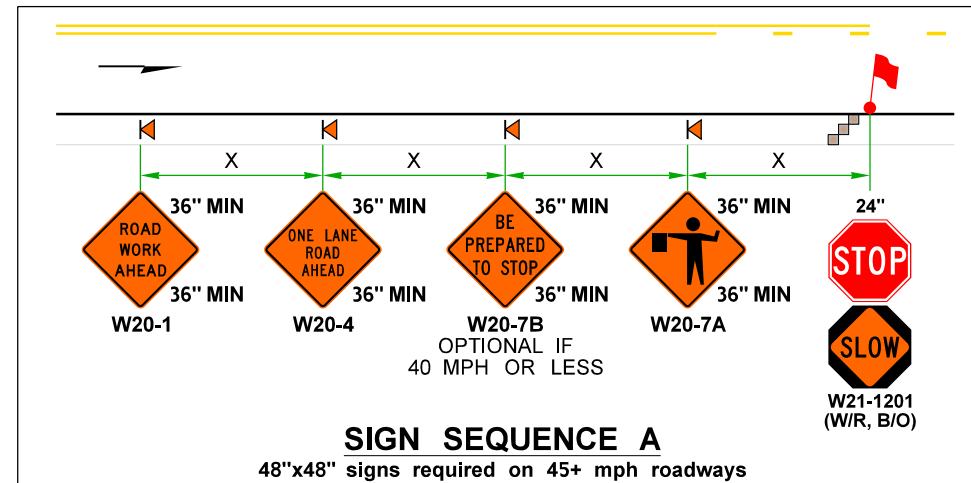 X X X X
36" MIN 36" MIN 36" MIN 36" MIN 24"
ROAD
WORK
AHEAD
ONE LANE
ROAD
AHEAD
BE
PREPARED
TO STOP
STOP
36" MIN 36" MIN 36" MIN 36" MIN
W20-1 W20-4 W20-7B W20-7A
OPTIONAL IF
40 MPH OR LESS
SLOW
W21-1201
(W/R, B/O)
SIGN SEQUENCE A
48"x48" signs required on 45+ mph roadways